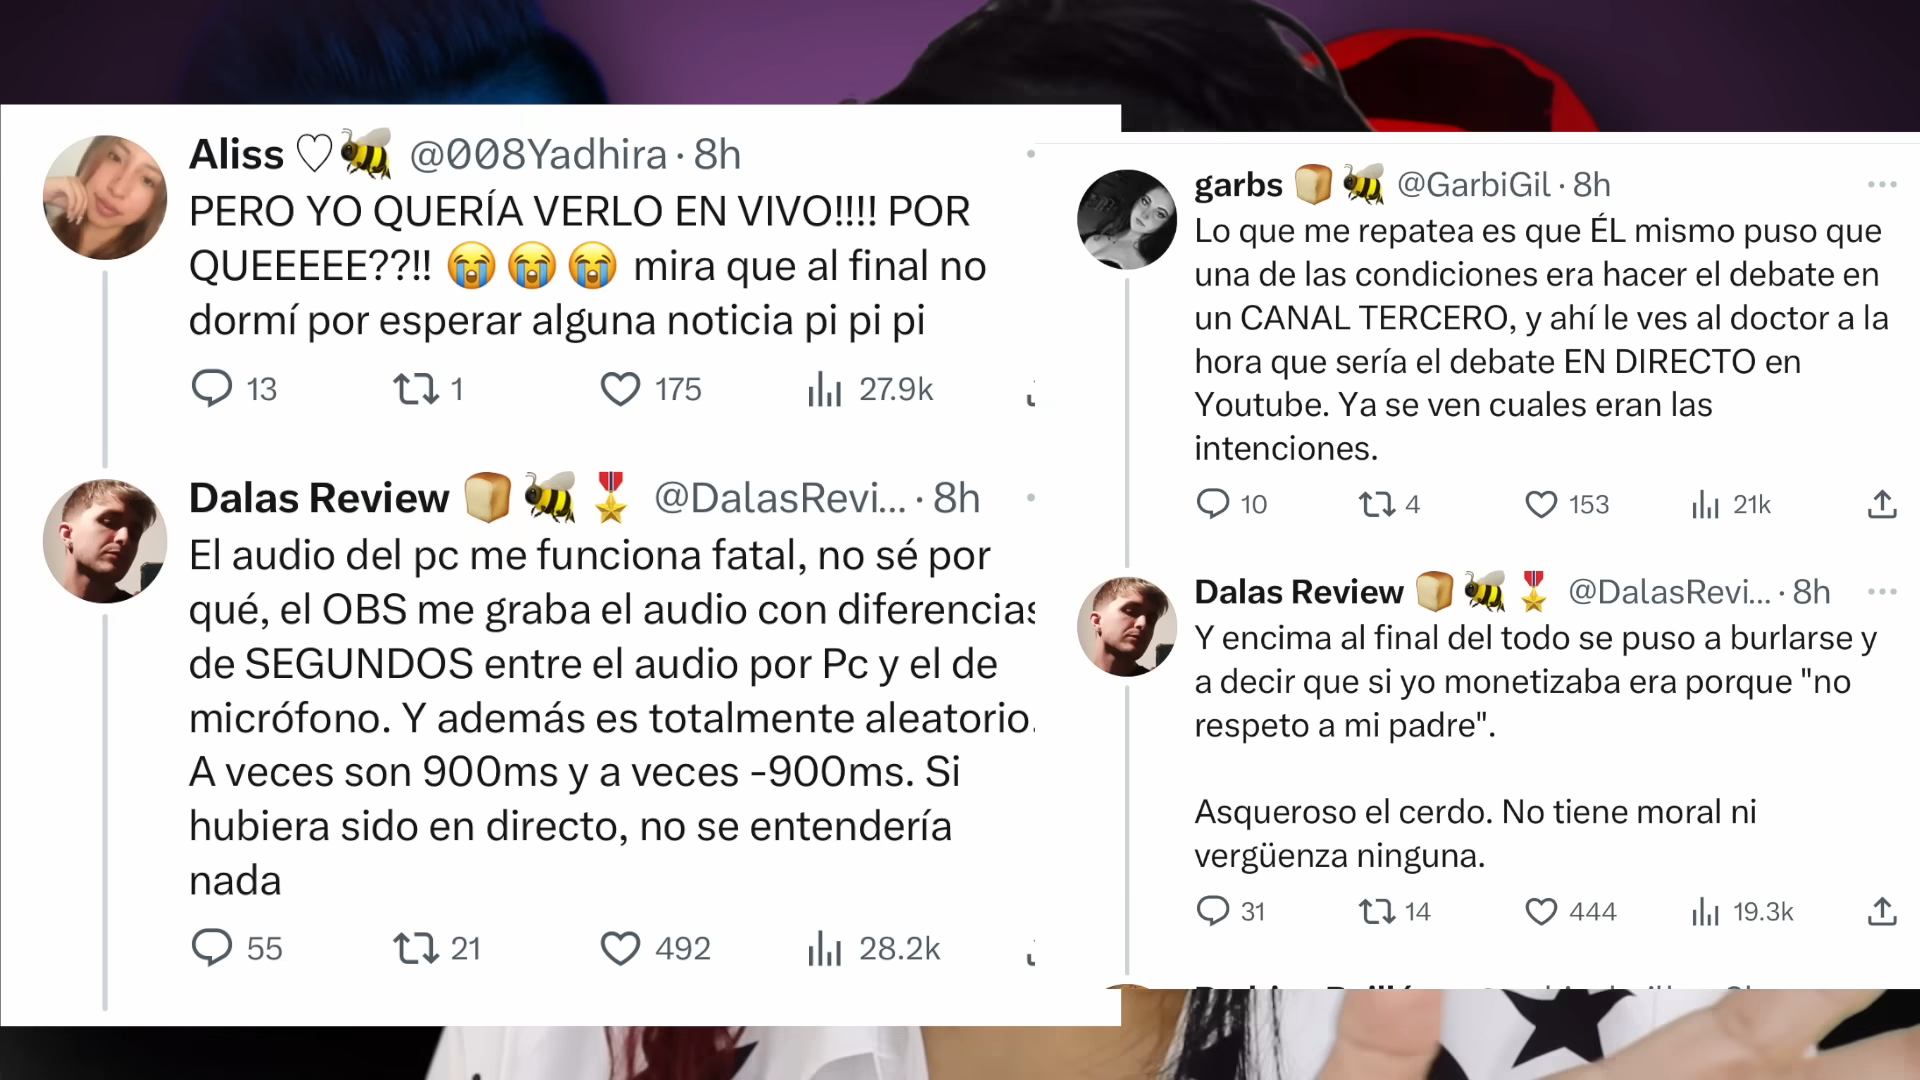 Aliss ♡🐝 @008Yadhira · 8h
PERO YO QUERÍA VERLO EN VIVO!!!! POR
QUEEEEE??!! 😭😭😭 mira que al final no
dormí por esperar alguna noticia pi pi pi
13 1 175 27.9k
Dalas Review 🍞🐝🎖️ @DalasRevi... · 8h
El audio del pc me funciona fatal, no sé por
qué, el OBS me graba el audio con diferencias
de SEGUNDOS entre el audio por Pc y el de
micrófono. Y además es totalmente aleatorio.
A veces son 900ms y a veces -900ms. Si
hubiera sido en directo, no se entendería
nada
55 21 492 28.2k
garbs 🍞🐝 @GarbiGil · 8h
Lo que me repatea es que ÉL mismo puso que
una de las condiciones era hacer el debate en
un CANAL TERCERO, y ahí le ves al doctor a la
hora que sería el debate EN DIRECTO en
Youtube. Ya se ven cuales eran las
intenciones.
10 4 153 21k
Dalas Review 🍞🐝🎖️ @DalasRevi... · 8h
Y encima al final del todo se puso a burlarse y
a decir que si yo monetizaba era porque "no
respeto a mi padre".
Asqueroso el cerdo. No tiene moral ni
vergüenza ninguna.
31 14 444 19.3k